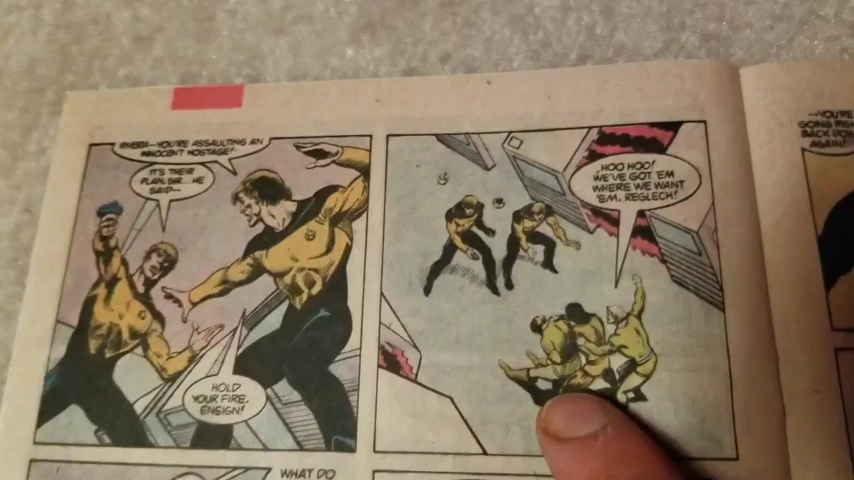 YOU'RE ASSAULTING AN
INNOCENT HOSTAGE!
IT'S THEIR
PLAN, SIR... HE
SAID--
HOLD
YOUR FIRE,
ENSIGN!
HOO HOO!
WE'VE GOT 'EM
WHERE WE WANT
'EM, REGLECH!
--YOU'RE
GOING RIGH
BACK
AGAIN!
WHAT DO